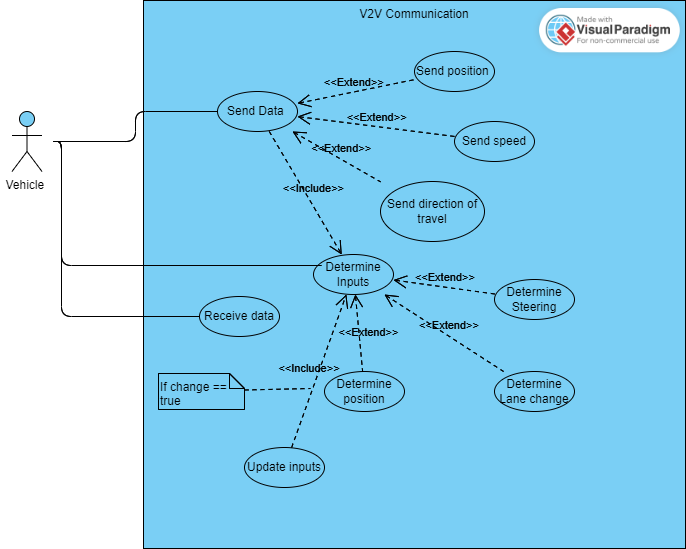 V2V Communication
Made with
VisualParadigm
For non-commercial use
Send position
<<Extend>>
Send Data
<<Extend>>
Send speed
<<Extend>>
Vehicle
<<Include>>
Send direction of
travel
Determine
Inputs
<<Extend>>
Determine
Steering
Receive data
<<Extend>>
<<Extend>>
<<Include>>
If change ==
true
Determine
position
Determine
Lane change
Update inputs